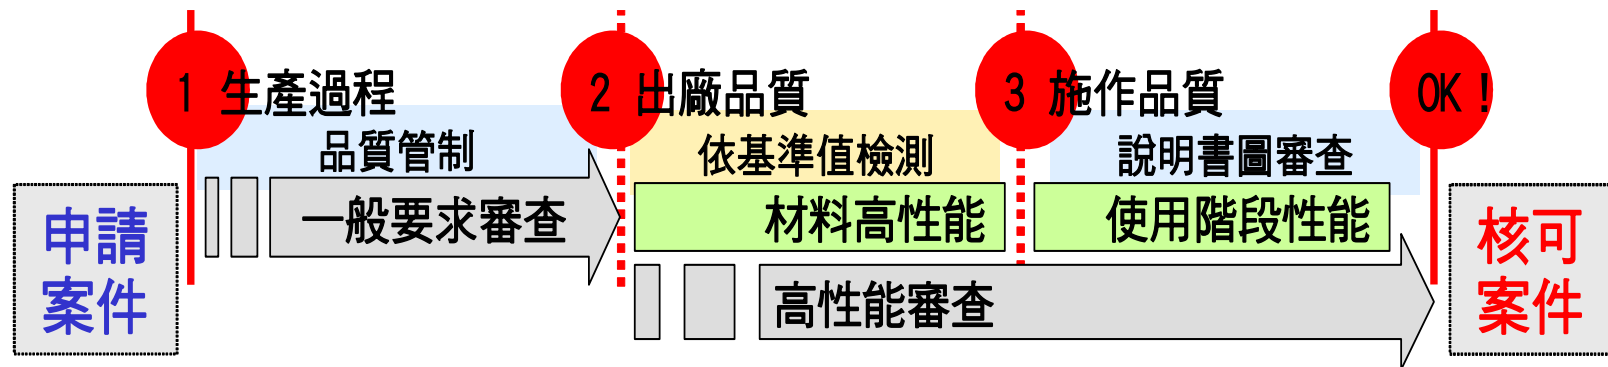 1 生產過程
2 出廠品質
3 施作品質
OK！
品質管制
依基準值檢測
說明書圖審查
申請
案件
一般要求審查
材料高性能
使用階段性能
高性能審查
核可
案件